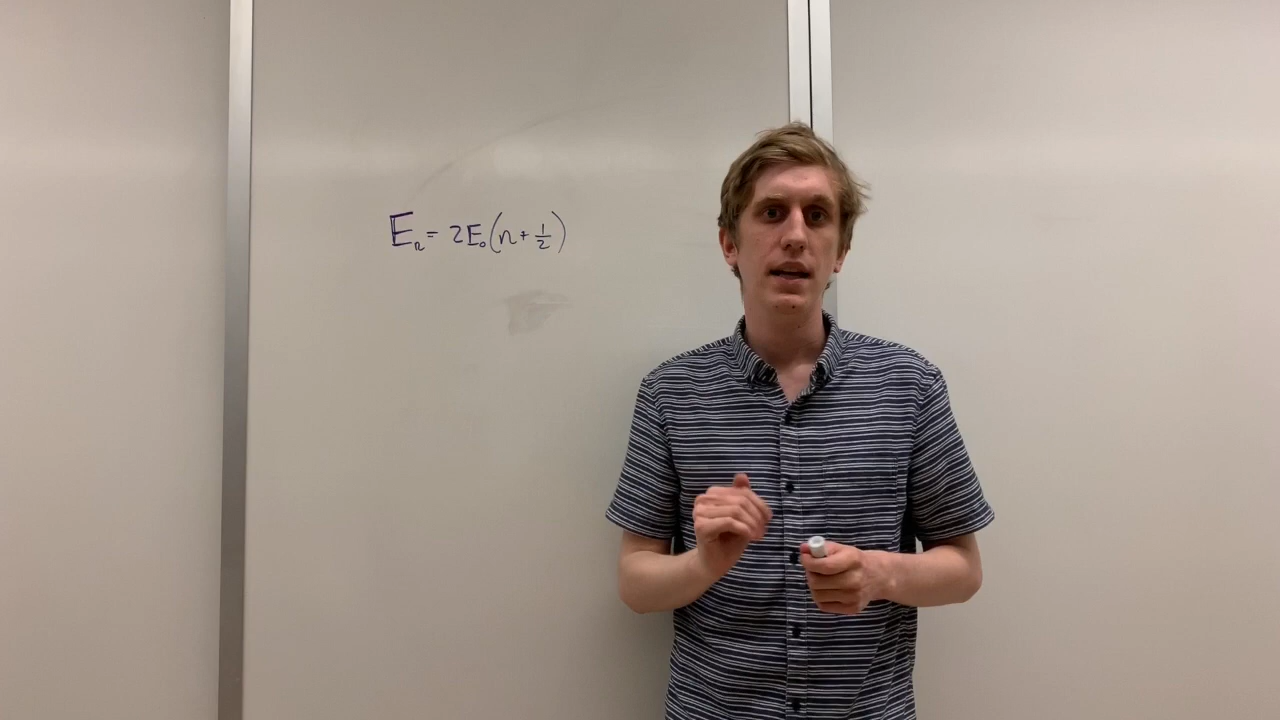 Eₙ = 2E₀(n + 1/2)